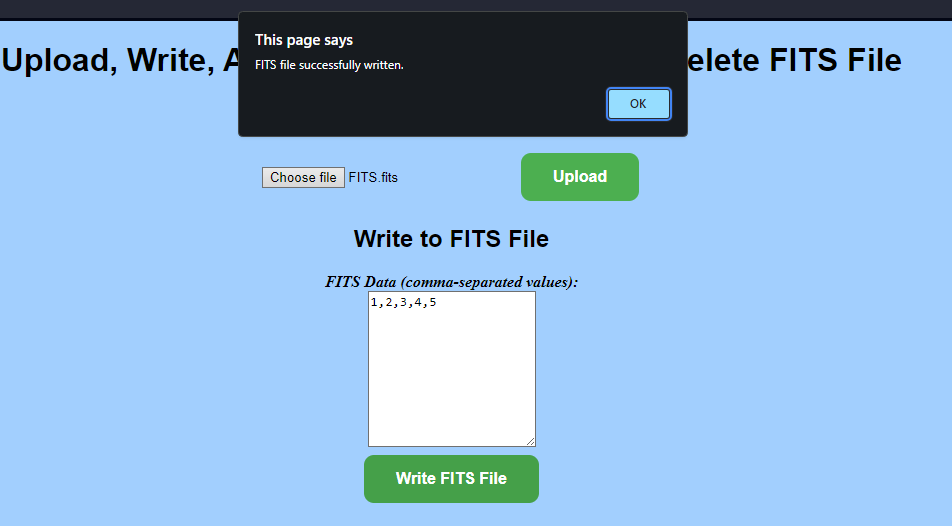 This page says
FITS file successfully written.
OK
Upload, Write, elete FITS File
Choose file FITS.fits
Upload
Write to FITS File
FITS Data (comma-separated values):
1,2,3,4,5
Write FITS File